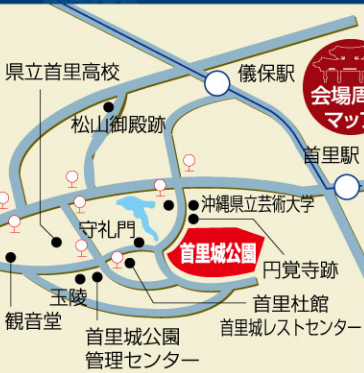 県立首里高校
儀保駅
会場周
マップ
松山御殿跡
首里駅
沖縄県立芸術大学
守礼門
首里城公園
円覚寺跡
玉陵
観音堂
首里杜館
首里城レストセンター
首里城公園
管理センター